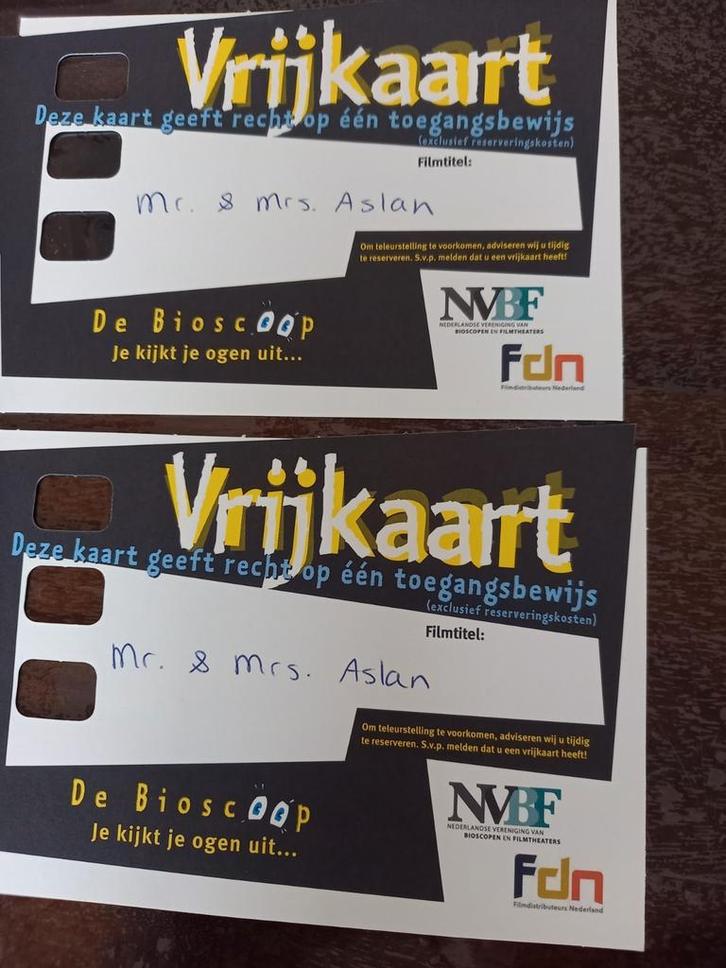 Vrijkaart
Deze kaart geeft recht op één toegangsbewijs
(exclusief reserveringskosten)
Filmtitel:
Mr. & Mrs. Aslan
Om teleurstelling te voorkomen, adviseren wij u tijdig
te reserveren. S.v.p. melden dat u een vrijkaart heeft!
De Bioscoop
Je kijkt je ogen uit...
NVBF
NEDERLANDSE VERENIGING VAN
BIOSCOPEN EN FILMTHEATERS
fdn
Filmdistributeurs Nederland
Vrijkaart
Deze kaart geeft recht op één toegangsbewijs
(exclusief reserveringskosten)
Filmtitel:
Mr. & Mrs. Aslan
Om teleurstelling te voorkomen, adviseren wij u tijdig
te reserveren. S.v.p. melden dat u een vrijkaart heeft!
De Bioscoop
Je kijkt je ogen uit...
NVBF
NEDERLANDSE VERENIGING VAN
BIOSCOPEN EN FILMTHEATERS
fdn
Filmdistributeurs Nederland